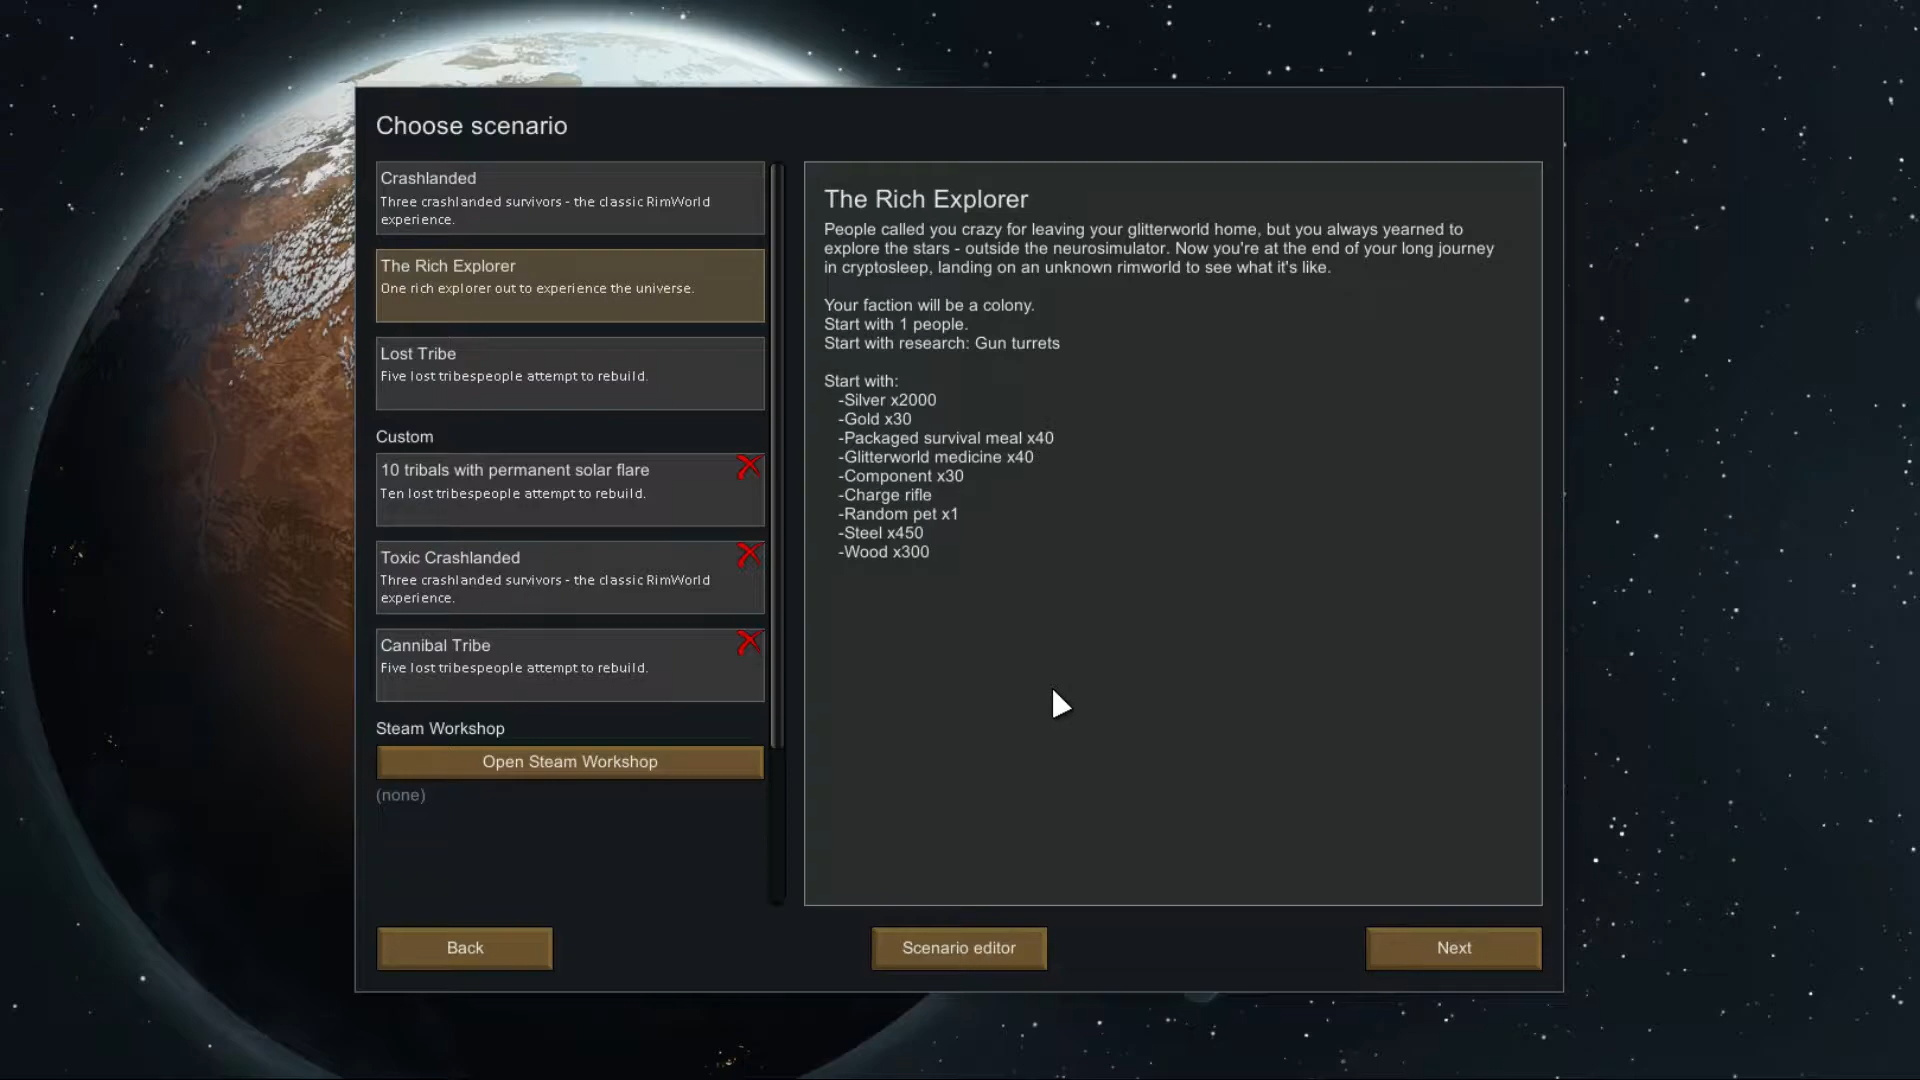 Choose scenario
Crashlanded
Three crashlanded survivors - the classic RimWorld
experience.
The Rich Explorer
One rich explorer out to experience the universe.
Lost Tribe
Five lost tribespeople attempt to rebuild.
Custom
10 tribals with permanent solar flare
Ten lost tribespeople attempt to rebuild.
Toxic Crashlanded
Three crashlanded survivors - the classic RimWorld
experience.
Cannibal Tribe
Five lost tribespeople attempt to rebuild.
Steam Workshop
Open Steam Workshop
(none)
The Rich Explorer
People called you crazy for leaving your glitterworld home, but you always yearned to
explore the stars - outside the neurosimulator. Now you're at the end of your long journey
in cryptosleep, landing on an unknown rimworld to see what it's like.
Your faction will be a colony.
Start with 1 people.
Start with research: Gun turrets
Start with:
-Silver x2000
-Gold x30
-Packaged survival meal x40
-Glitterworld medicine x40
-Component x30
-Charge rifle
-Random pet x1
-Steel x450
-Wood x300
Back
Scenario editor
Next